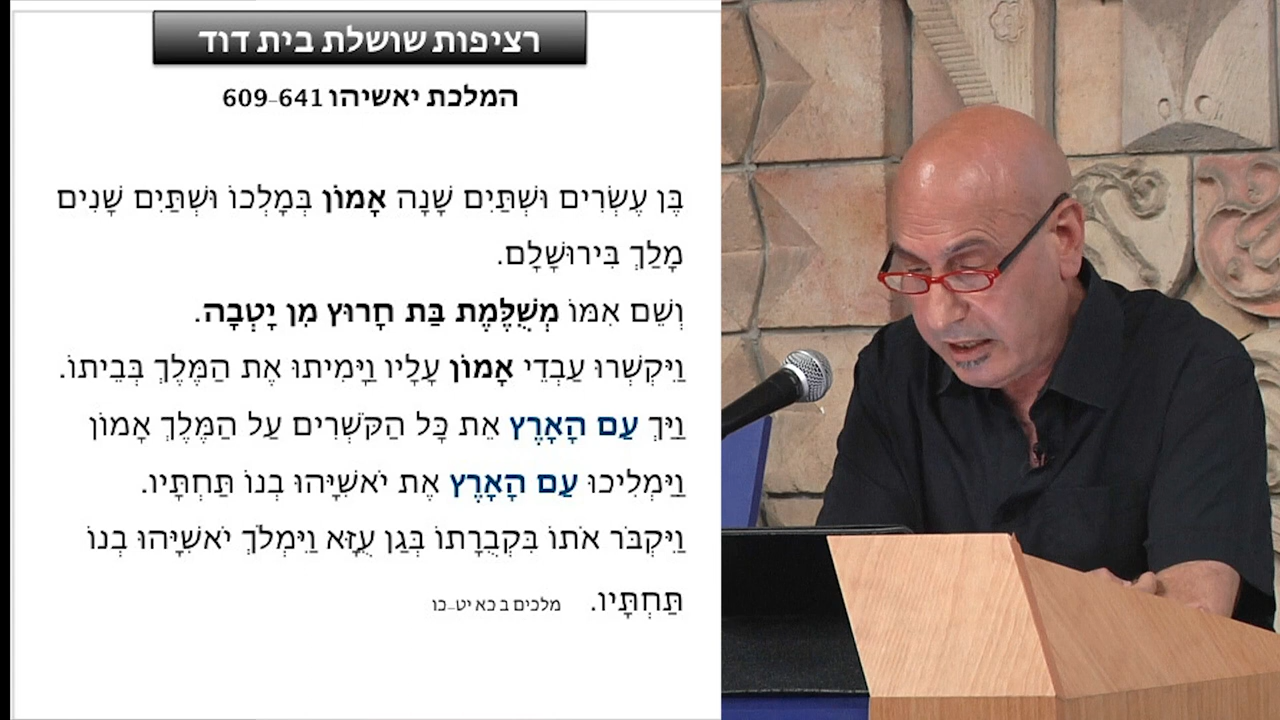 רציפות שושלת בית דוד
המלכת יאשיהו 609-641
בֶּן עֶשְׂרִים וּשְׁתַּיִם שָׁנָה אָמוֹן בְּמָלְכוֹ וּשְׁתַּיִם שָׁנִים
מָלַךְ בִּירוּשָׁלָם.
וְשֵׁם אִמּוֹ מְשֻׁלֶּמֶת בַּת חָרוּץ מִן יָטְבָה.
וַיִּקְשְׁרוּ עַבְדֵי אָמוֹן עָלָיו וַיָּמִיתוּ אֶת הַמֶּלֶךְ בְּבֵיתוֹ.
וַיַּךְ עַם הָאָרֶץ אֵת כָּל הַקֹּשְׁרִים עַל הַמֶּלֶךְ אָמוֹן
וַיַּמְלִיכוּ עַם הָאָרֶץ אֶת יֹאשִׁיָּהוּ בְנוֹ תַּחְתָּיו.
וַיִּקְבֹּר אֹתוֹ בִּקְבֻרָתוֹ בְּגַן עֻזָּא וַיִּמְלֹךְ יֹאשִׁיָּהוּ בְנוֹ
תַּחְתָּיו. מלכים ב כא יט-כו